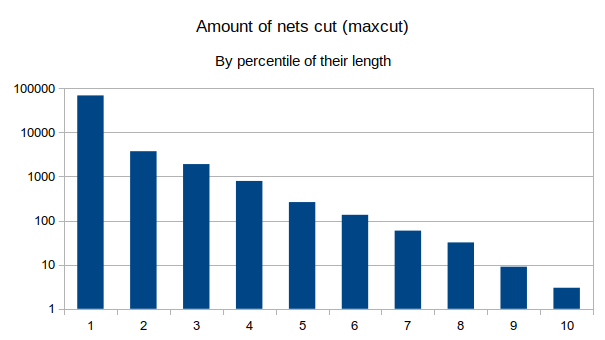 Amount of nets cut (maxcut)
By percentile of their length
100000
10000
1000
100
10
1
1 2 3 4 5 6 7 8 9 10